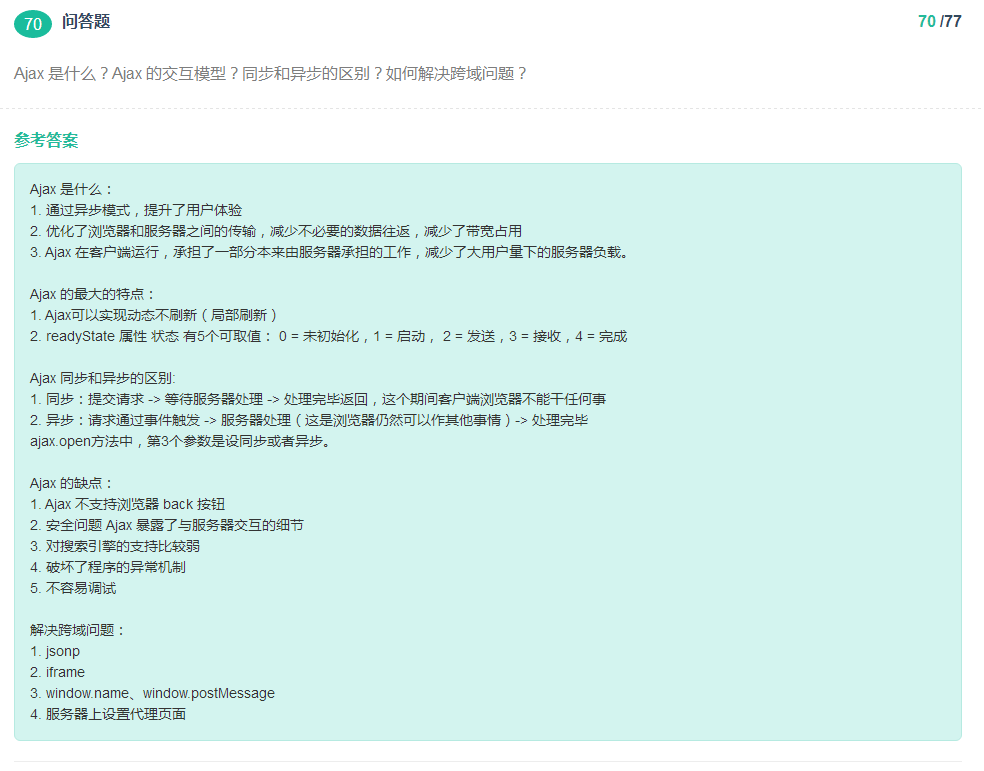 70 问答题 70 /77
Ajax 是什么？Ajax 的交互模型？同步和异步的区别？如何解决跨域问题？
参考答案
Ajax 是什么：
1. 通过异步模式，提升了用户体验
2. 优化了浏览器和服务器之间的传输，减少不必要的数据往返，减少了带宽占用
3. Ajax 在客户端运行，承担了一部分本来由服务器承担的工作，减少了大用户量下的服务器负载。
Ajax 的最大的特点：
1. Ajax可以实现动态不刷新（局部刷新）
2. readyState 属性 状态 有5个可取值： 0 = 未初始化，1 = 启动， 2 = 发送，3 = 接收，4 = 完成
Ajax 同步和异步的区别:
1. 同步：提交请求 -> 等待服务器处理 -> 处理完毕返回，这个期间客户端浏览器不能干任何事
2. 异步：请求通过事件触发 -> 服务器处理（这是浏览器仍然可以作其他事情）-> 处理完毕
ajax.open方法中，第3个参数是设同步或者异步。
Ajax 的缺点：
1. Ajax 不支持浏览器 back 按钮
2. 安全问题 Ajax 暴露了与服务器交互的细节
3. 对搜索引擎的支持比较弱
4. 破坏了程序的异常机制
5. 不容易调试
解决跨域问题：
1. jsonp
2. iframe
3. window.name、window.postMessage
4. 服务器上设置代理页面